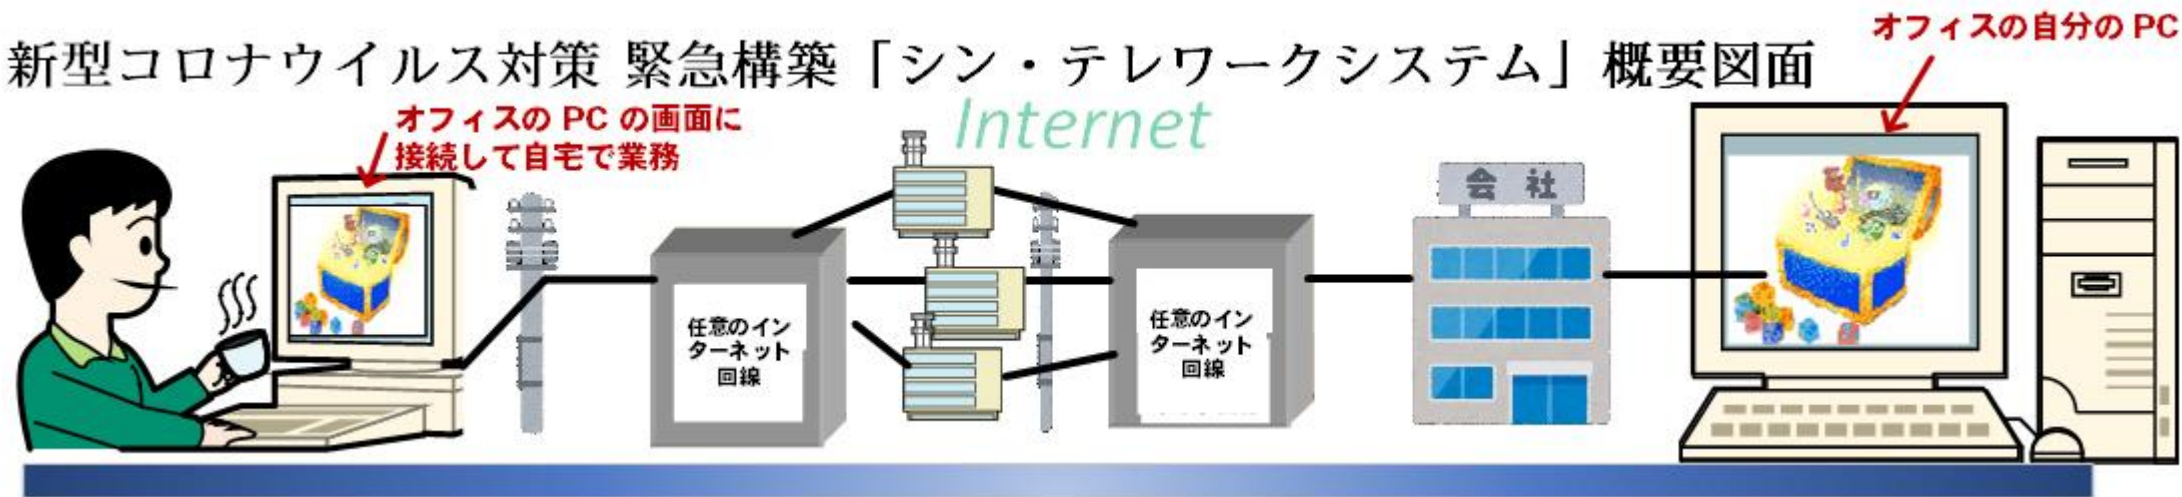 オフィスの自分の PC
新型コロナウイルス対策 緊急構築「シン・テレワークシステム」概要図面
オフィスの PC の画面に
接続して自宅で業務
Internet
会社
任意のイン
ターネット
回線
任意のイン
ターネット
回線